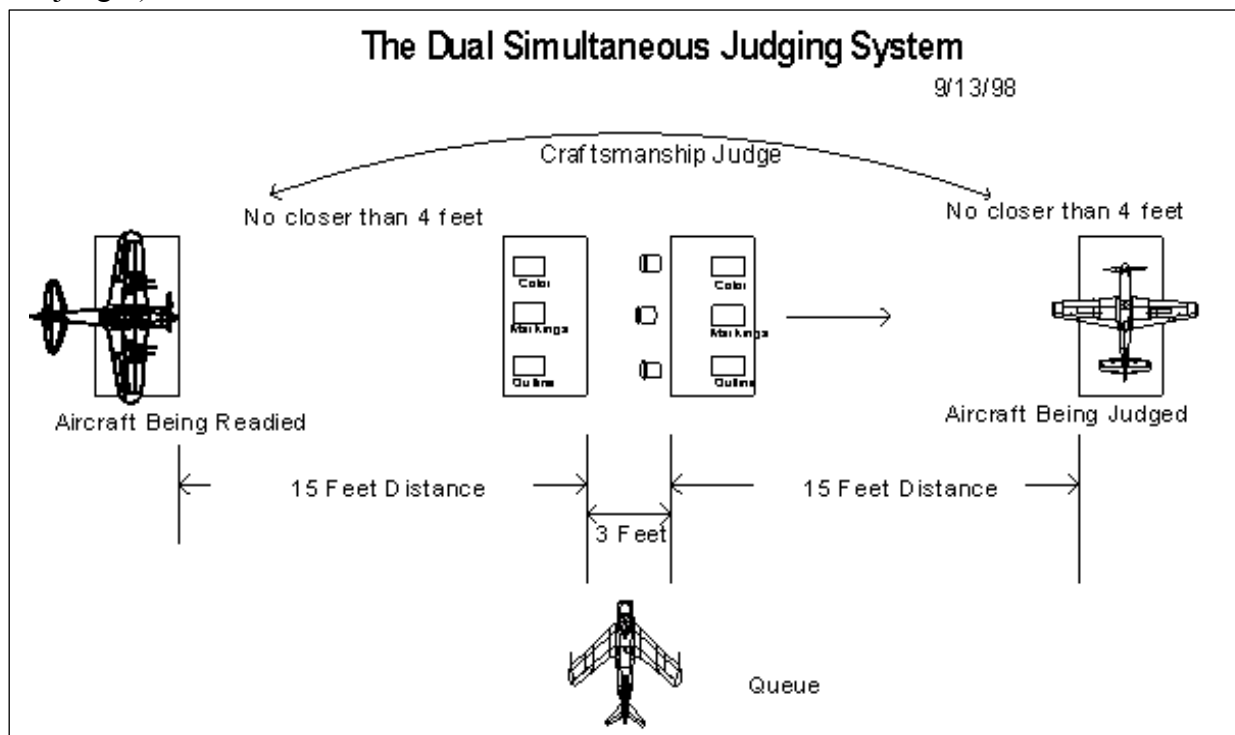 The Dual Simultaneous Judging System
9/13/98
Craftsmanship Judge
No closer than 4 feet
No closer than 4 feet
Color
Color
Markings
Markings
Outline
Outline
Aircraft Being Readied
Aircraft Being Judged
15 Feet Distance
15 Feet Distance
3 Feet
Queue